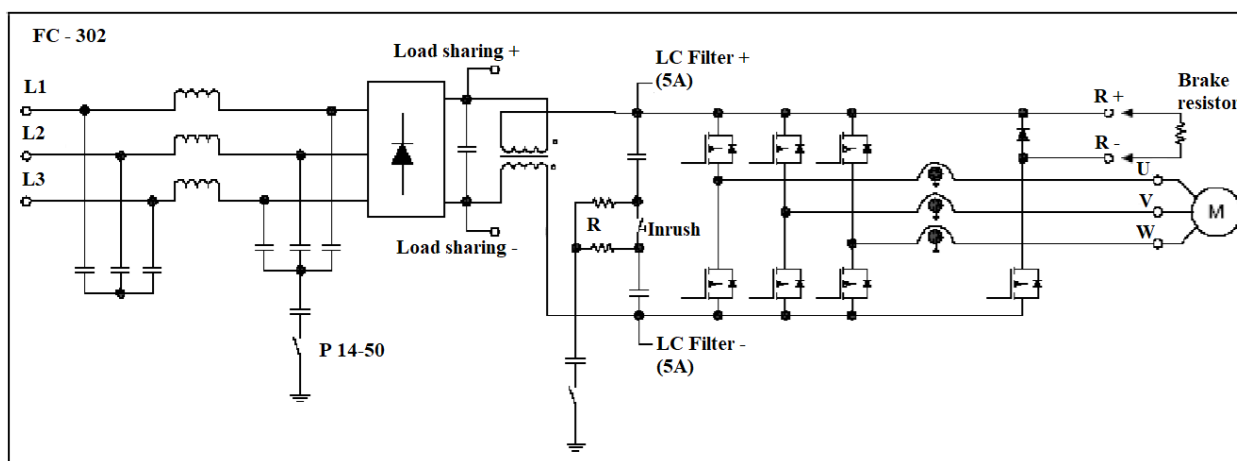 FC - 302
L1
L2
L3
P 14-50
Load sharing +
Load sharing -
LC Filter +
(5A)
R
Inrush
LC Filter -
(5A)
R +
R -
Brake
resistor
U
V
W
M